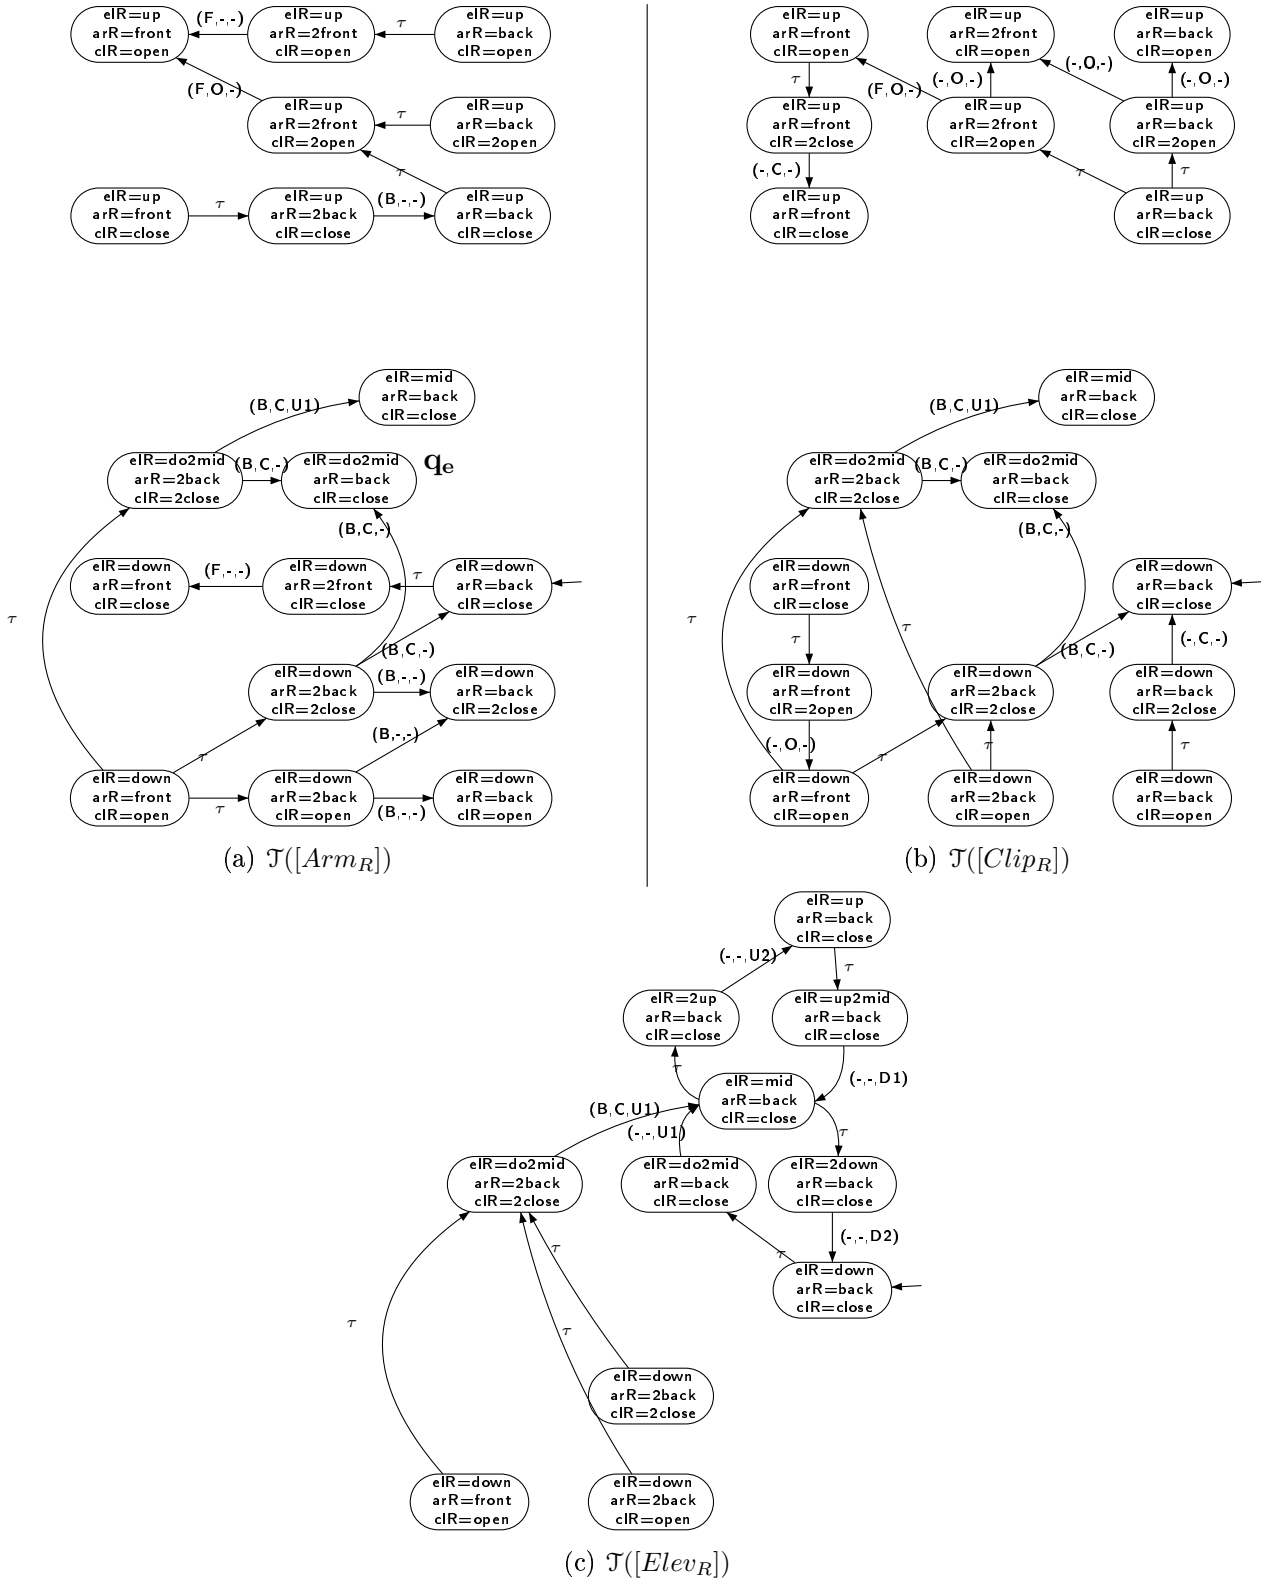 elR=up
arR=front
clR=open
(F,-,-)
elR=up
arR=2front
clR=open
τ
elR=up
arR=back
clR=open
(F,O,-)
elR=up
arR=2front
clR=2open
τ
elR=up
arR=back
clR=2open
τ
elR=up
arR=front
clR=close
τ
elR=up
arR=2back
clR=close
(B,-,-)
elR=up
arR=back
clR=close
elR=mid
arR=back
clR=close
(B,C,U1)
elR=do2mid
arR=2back
clR=2close
(B,C,-)
elR=do2mid
arR=back
clR=close
qe
(B,C,-)
elR=down
arR=front
clR=close
(F,-,-)
elR=down
arR=2front
clR=close
τ
elR=down
arR=back
clR=close
τ
(B,C,-)
elR=down
arR=2back
clR=2close
(B,-,-)
elR=down
arR=back
clR=2close
(B,-,-)
τ
elR=down
arR=front
clR=open
τ
elR=down
arR=2back
clR=open
(B,-,-)
elR=down
arR=back
clR=open
(a) 𝒯([Arm_R])
elR=up
arR=front
clR=open
elR=up
arR=2front
clR=open
elR=up
arR=back
clR=open
τ
(F,O,-)
(-,O,-)
(-,O,-)
(-,O,-)
elR=up
arR=front
clR=2close
elR=up
arR=2front
clR=2open
elR=up
arR=back
clR=2open
(-,C,-)
τ
τ
elR=up
arR=front
clR=close
elR=up
arR=back
clR=close
elR=mid
arR=back
clR=close
(B,C,U1)
elR=do2mid
arR=2back
clR=2close
(B,C,-)
elR=do2mid
arR=back
clR=close
(B,C,-)
elR=down
arR=front
clR=close
elR=down
arR=back
clR=close
τ
τ
τ
(B,C,-)
(-,C,-)
elR=down
arR=front
clR=2open
elR=down
arR=2back
clR=2close
elR=down
arR=back
clR=2close
(-,O,-)
τ
τ
τ
elR=down
arR=front
clR=open
elR=down
arR=2back
clR=open
elR=down
arR=back
clR=open
(b) 𝒯([Clip_R])
elR=up
arR=back
clR=close
(-,-,U2)
τ
elR=2up
arR=back
clR=close
elR=up2mid
arR=back
clR=close
τ
(-,-,D1)
elR=mid
arR=back
clR=close
(B,C,U1)
(-,-,U1)
τ
elR=do2mid
arR=2back
clR=2close
elR=do2mid
arR=back
clR=close
elR=2down
arR=back
clR=close
τ
τ
(-,-,D2)
elR=down
arR=back
clR=close
τ
τ
elR=down
arR=2back
clR=2close
elR=down
arR=front
clR=open
elR=down
arR=2back
clR=open
(c) 𝒯([Elev_R])